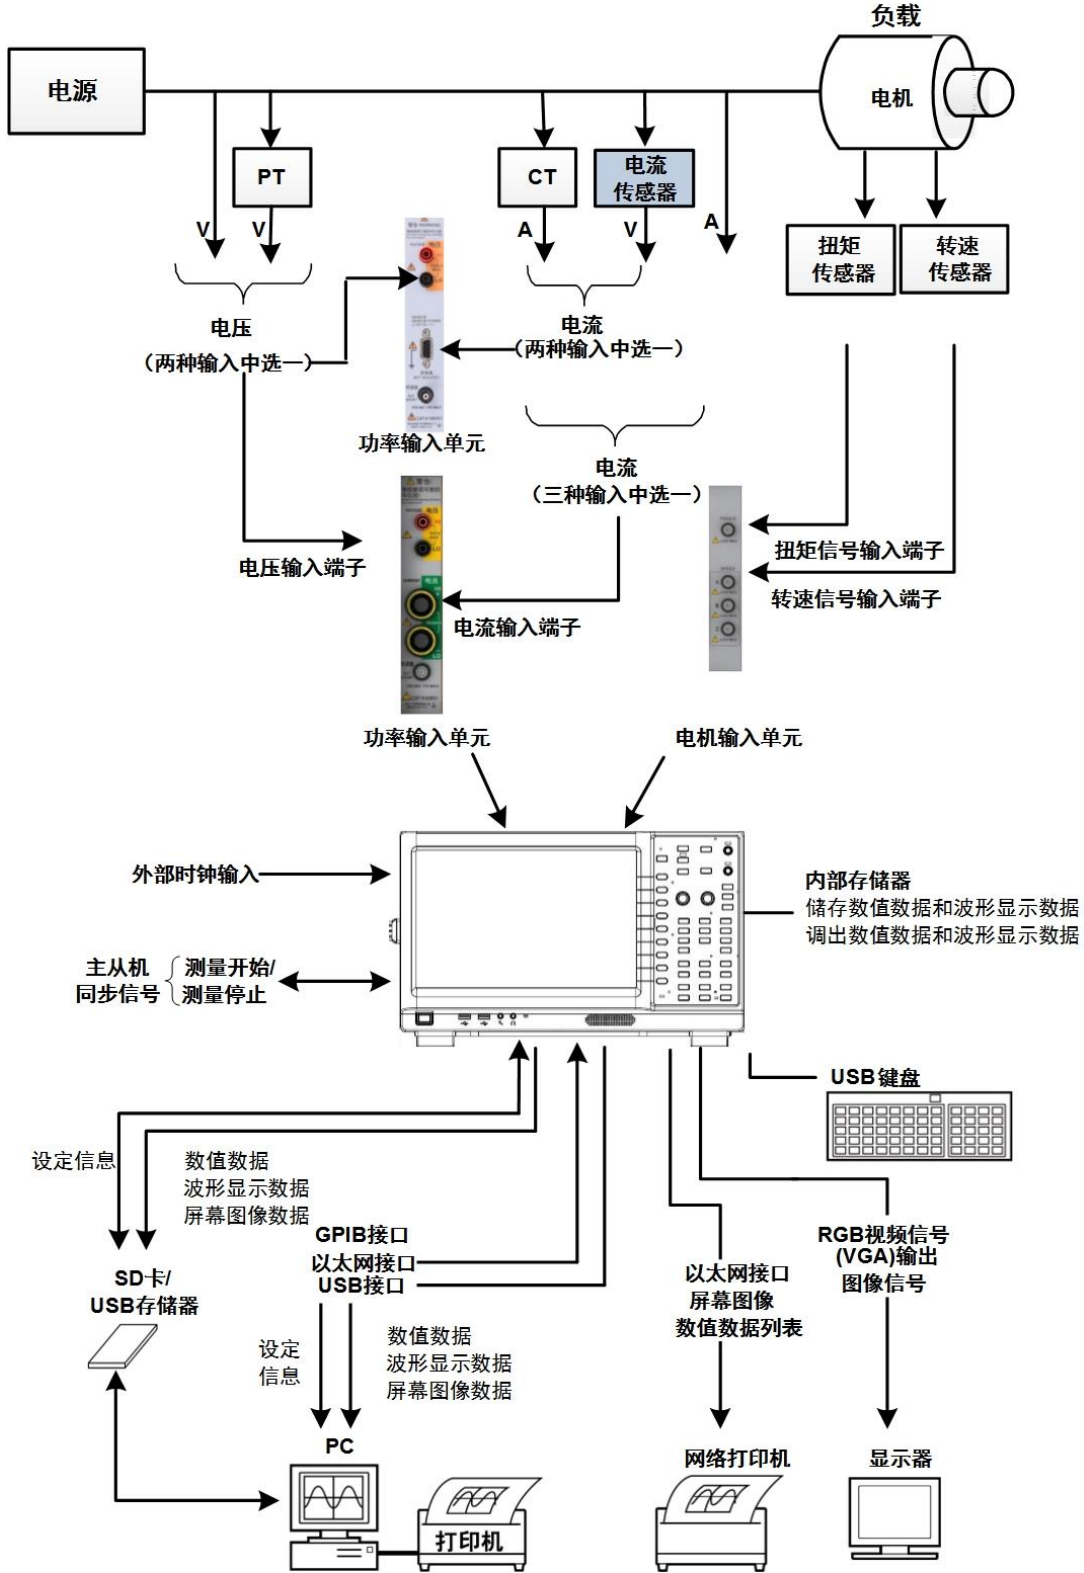 负载
电源
电机
PT
CT
电流
传感器
V
V
A
V
A
扭矩
传感器
转速
传感器
电压
（两种输入中选一）
电流
（两种输入中选一）
功率输入单元
电流
（三种输入中选一）
电压输入端子
电流输入端子
扭矩信号输入端子
转速信号输入端子
功率输入单元
电机输入单元
外部时钟输入
内部存储器
储存数值数据和波形显示数据
调出数值数据和波形显示数据
主从机
同步信号
测量开始/
测量停止
USB键盘
设定信息
数值数据
波形显示数据
屏幕图像数据
GPIB接口
以太网接口
USB接口
RGB视频信号
(VGA)输出
图像信号
以太网接口
屏幕图像
数值数据列表
SD卡/
USB存储器
设定
信息
数值数据
波形显示数据
屏幕图像数据
PC
网络打印机
显示器
打印机